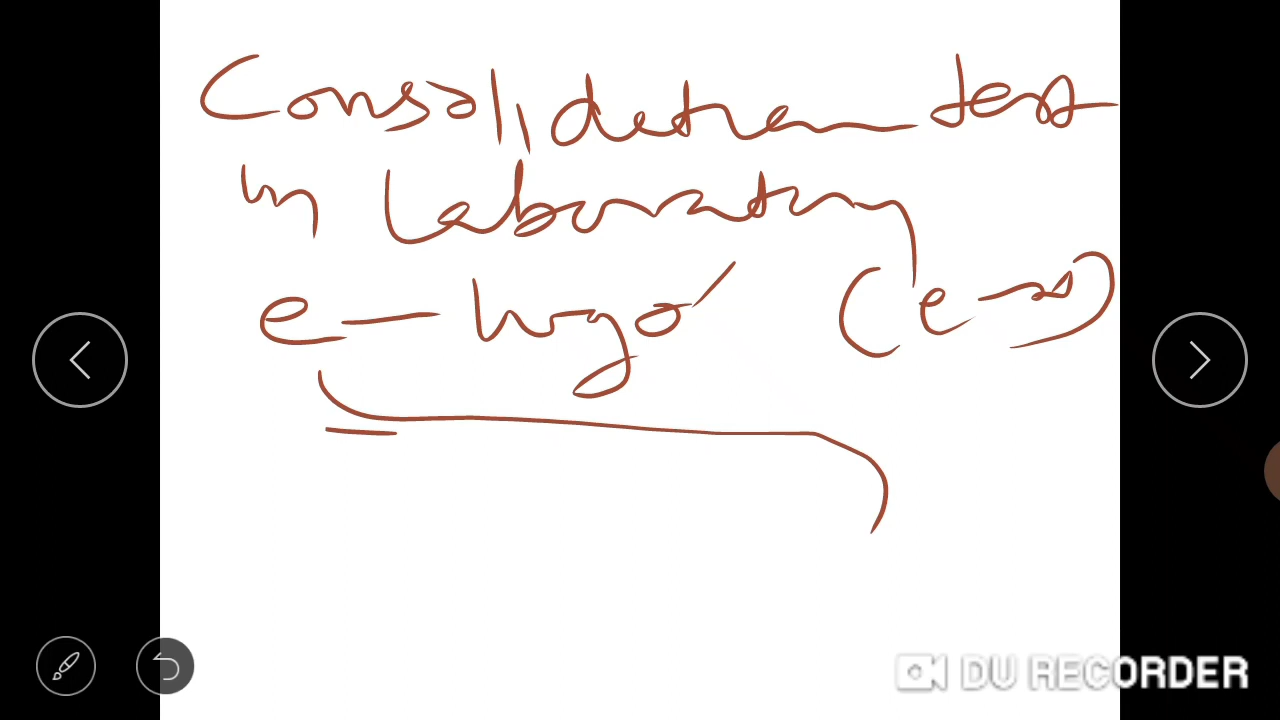 Consolidation test
in laboratory
e - log σ' (e-σ)
DU RECORDER